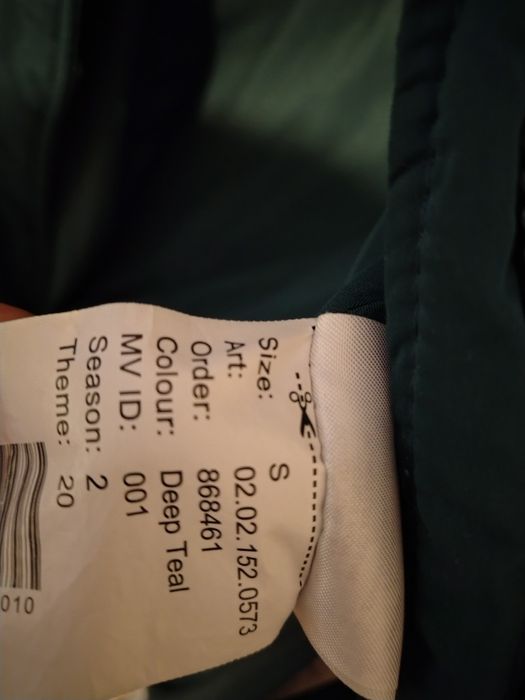 Size: S
Art: 02.02.152.0573
Order: 868461
Colour: Deep Teal
MV ID: 001
Season: 2
Theme: 20
010